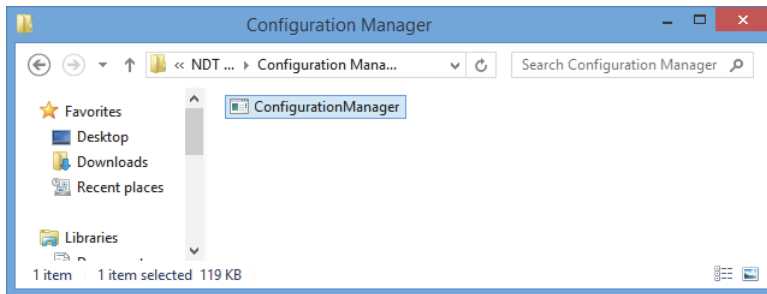 Configuration Manager
« NDT ... Configuration Mana...
Search Configuration Manager
Favorites
ConfigurationManager
Desktop
Downloads
Recent places
Libraries
1 item 1 item selected 119 KB